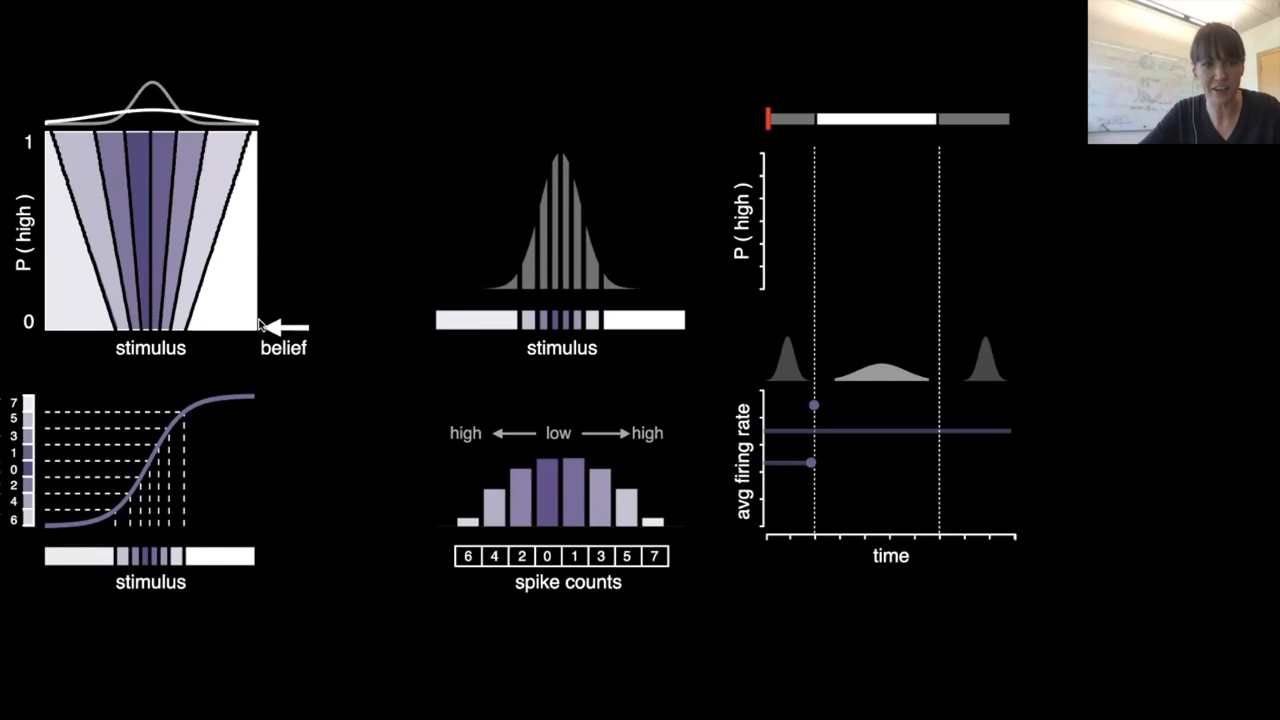 1
P ( high )
0
stimulus
belief
7
5
3
1
0
2
4
6
stimulus
stimulus
high
low
high
6 4 2 0 1 3 5 7
spike counts
P ( high )
avg firing rate
time